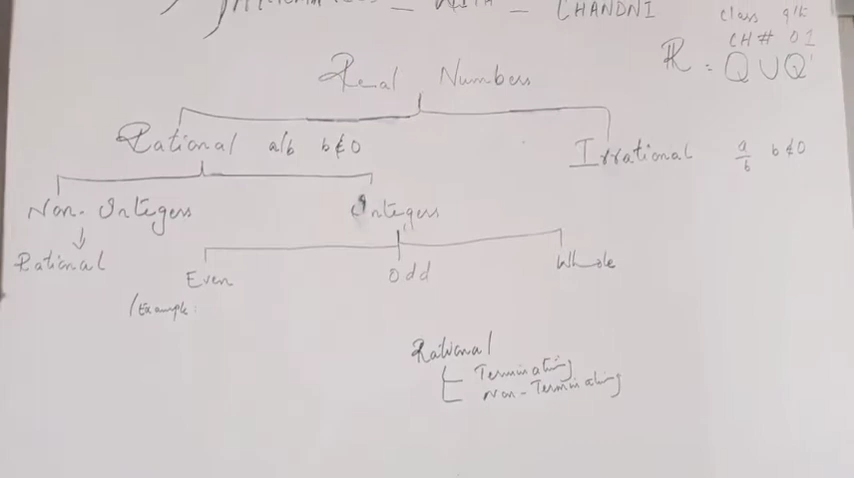 CHANDNI
class 9th
CH# 01
R = Q ∪ Q'
Real Numbers
Rational a/b b≠0
Irrational a/b b≠0
Non-Integers
Integers
Rational
Even
Odd
Whole
/Example:
Rational
Terminating
Non-Terminating